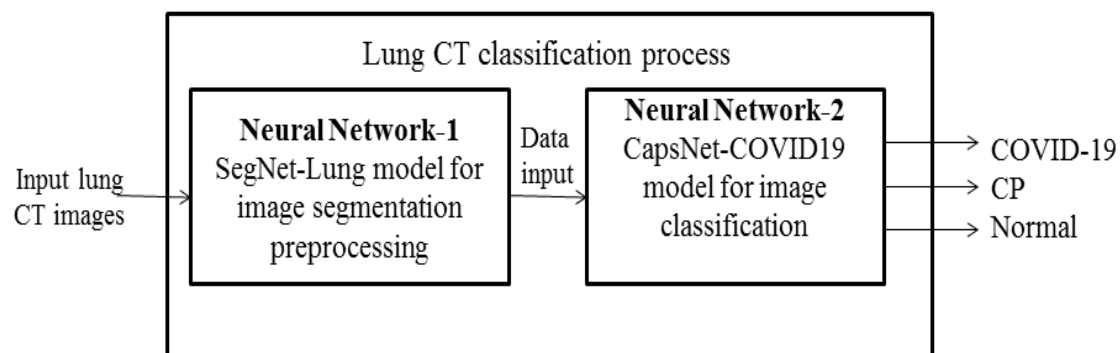 Lung CT classification process
Input lung
CT images
Neural Network-1
SegNet-Lung model for
image segmentation
preprocessing
Data
input
Neural Network-2
CapsNet-COVID19
model for image
classification
COVID-19
CP
Normal